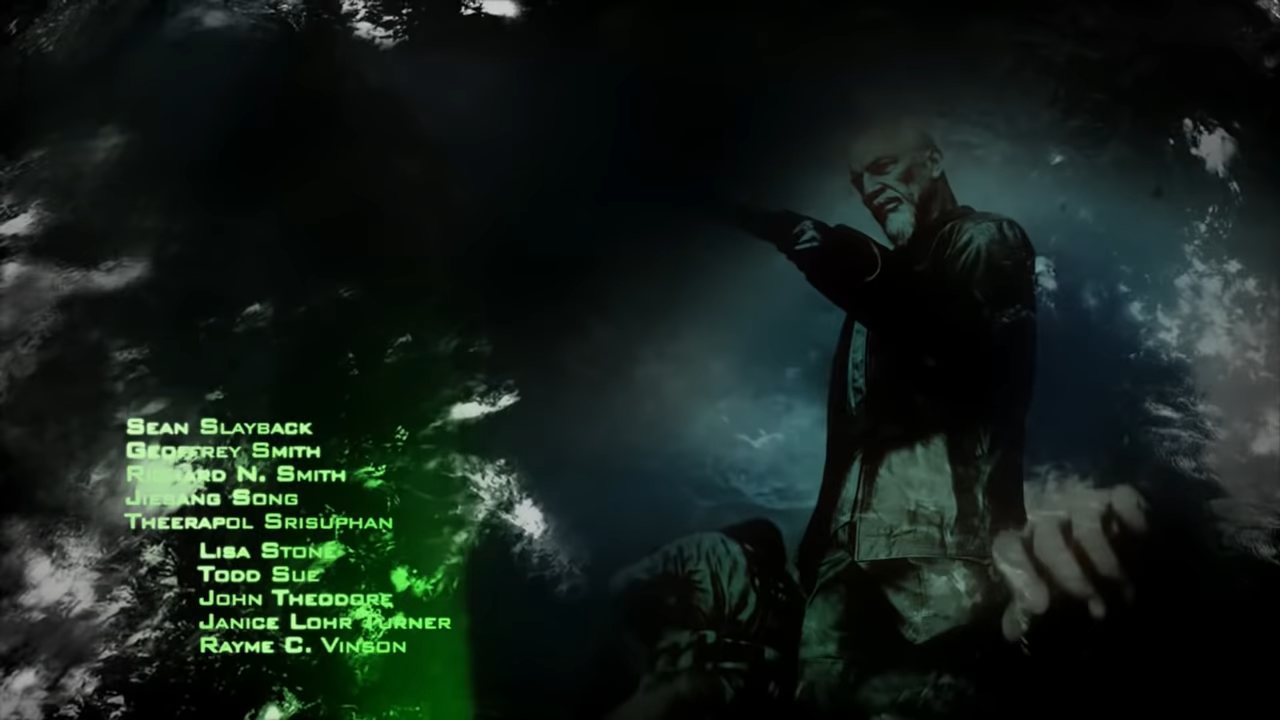 Sean Slayback
Geoffrey Smith
Richard N. Smith
Jiesang Song
Theerapol Srisuphan
Lisa Stone
Todd Sue
John Theodore
Janice Lohr Turner
Rayme C. Vinson